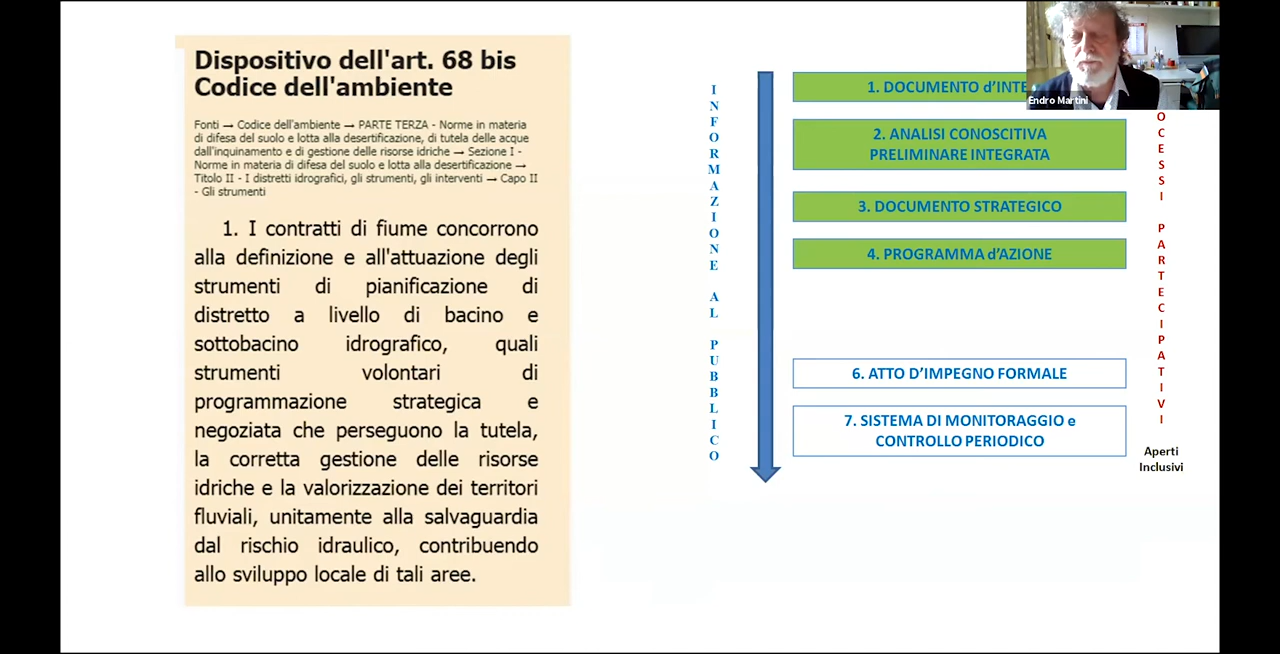 Dispositivo dell'art. 68 bis
Codice dell'ambiente
Fonti → Codice dell'ambiente → PARTE TERZA - Norme in materia
di difesa del suolo e lotta alla desertificazione, di tutela delle acque
dall'inquinamento e di gestione delle risorse idriche → Sezione I -
Norme in materia di difesa del suolo e lotta alla desertificazione →
Titolo II - I distretti idrografici, gli strumenti, gli interventi → Capo II
- Gli strumenti
1. I contratti di fiume concorrono
alla definizione e all'attuazione degli
strumenti di pianificazione di
distretto a livello di bacino e
sottobacino idrografico, quali
strumenti volontari di
programmazione strategica e
negoziata che perseguono la tutela,
la corretta gestione delle risorse
idriche e la valorizzazione dei territori
fluviali, unitamente alla salvaguardia
dal rischio idraulico, contribuendo
allo sviluppo locale di tali aree.
INFORMAZIONE AL PUBBLICO
1. DOCUMENTO d'INTE
2. ANALISI CONOSCITIVA
PRELIMINARE INTEGRATA
3. DOCUMENTO STRATEGICO
4. PROGRAMMA d'AZIONE
6. ATTO D'IMPEGNO FORMALE
7. SISTEMA DI MONITORAGGIO e
CONTROLLO PERIODICO
Endro Martini
OCESSI PARTECIPATIVI
Aperti
Inclusivi